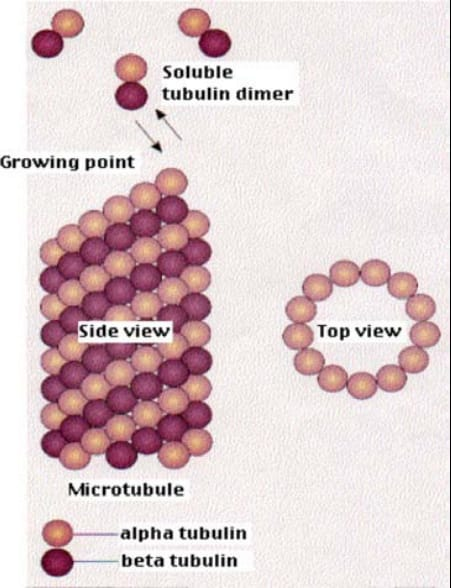 Soluble
tubulin dimer
Growing point
Side view
Top view
Microtubule
alpha tubulin
beta tubulin